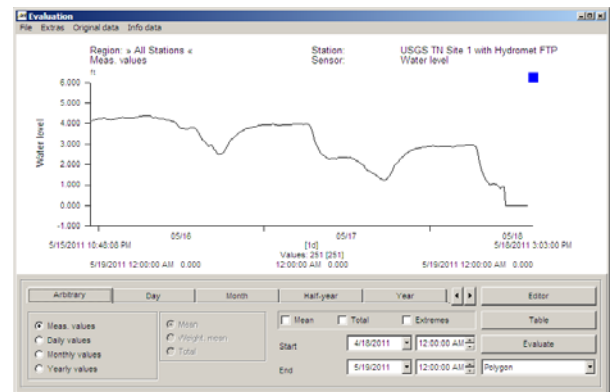 Evaluation
File Extras Original data Info data
Region: » All Stations « Station: USGS TN Site 1 with Hydromet FTP
Meas. values Sensor: Water level
ft
6.000
5.000
4.000
3.000
2.000
1.000
0.000
-1.000
Water level
05/16 05/17 05/18
5/15/2011 10:48:08 PM [1d] 5/18/2011 3:03:00 PM
Values: 251 [251]
5/19/2011 12:00:00 AM 0.000 12:00:00 AM 0.000 5/19/2011 12:00:00 AM 0.000
Arbitrary Day Month Half-year Year Editor
Meas. values Mean Mean Total Extremes Table
Daily values Weight. mean
Monthly values Total Start 4/18/2011 12:00:00 AM Evaluate
Yearly values End 5/19/2011 12:00:00 AM Polygon